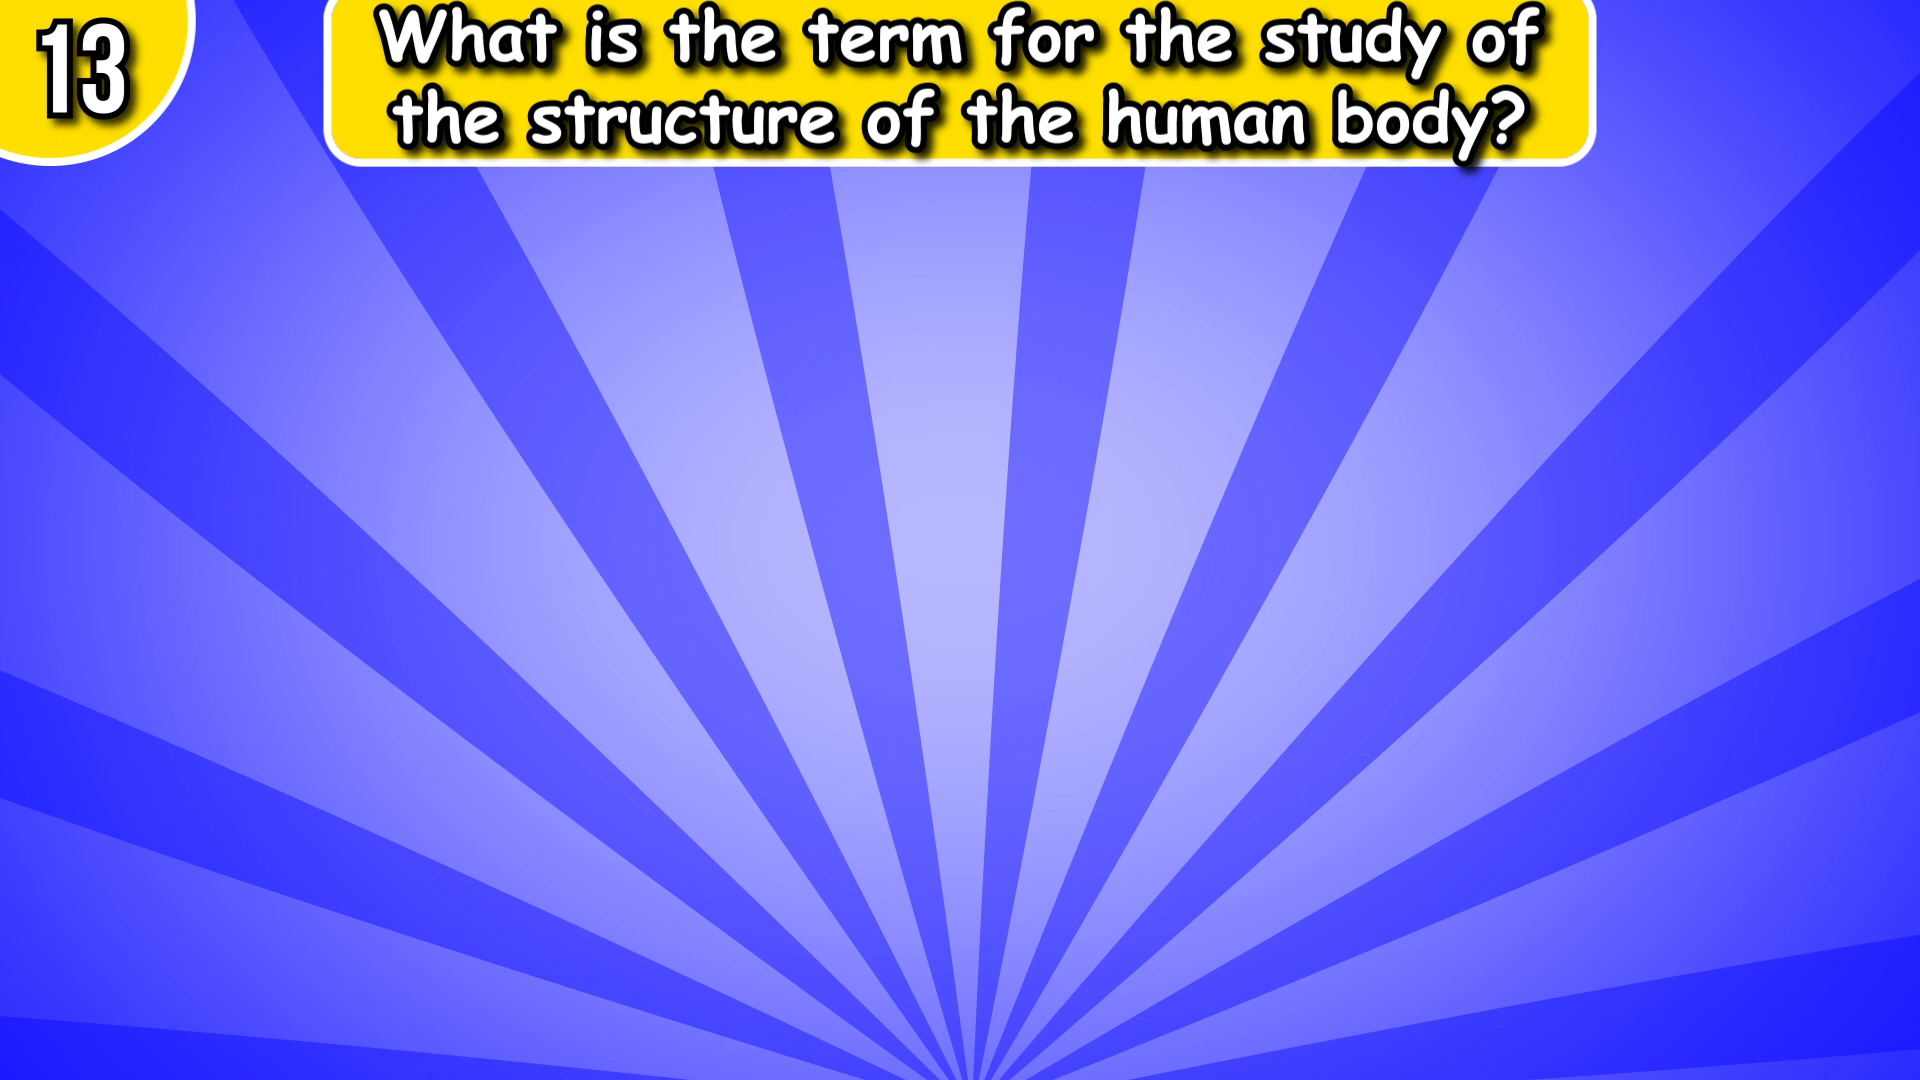 13
What is the term for the study of
the structure of the human body?